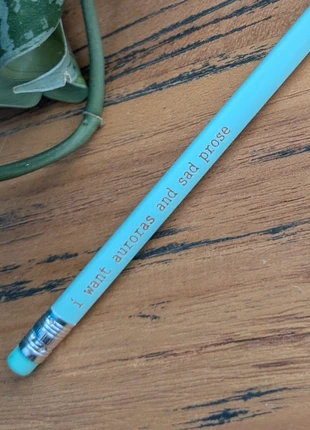 i want auroras and sad prose